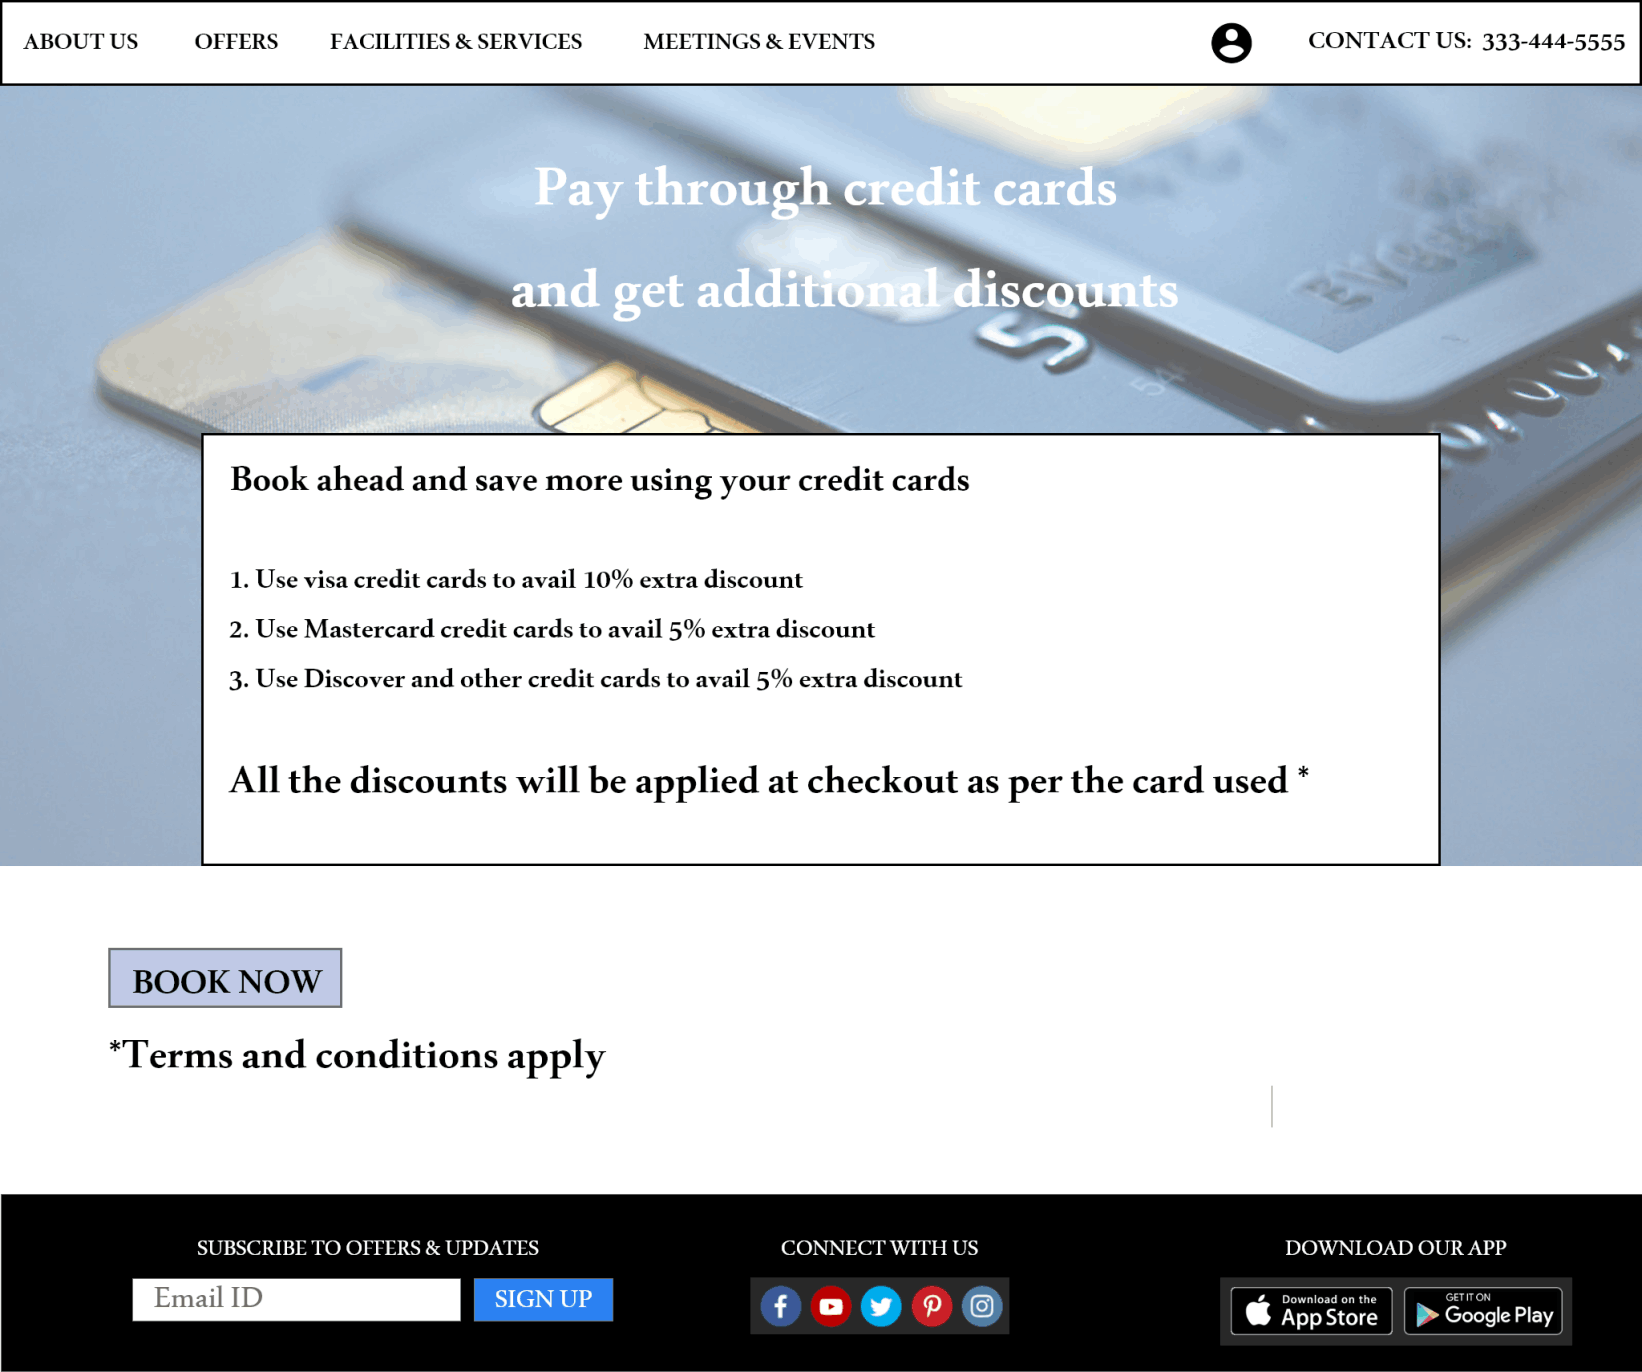 ABOUT US
OFFERS
FACILITIES & SERVICES
MEETINGS & EVENTS
CONTACT US: 333-444-5555
Pay through credit cards
and get additional discounts
5
54
Book ahead and save more using your credit cards
1. Use visa credit cards to avail 10% extra discount
2. Use Mastercard credit cards to avail 5% extra discount
3. Use Discover and other credit cards to avail 5% extra discount
All the discounts will be applied at checkout as per the card used *
BOOK NOW
*Terms and conditions apply
SUBSCRIBE TO OFFERS & UPDATES
Email ID
SIGN UP
CONNECT WITH US
DOWNLOAD OUR APP
Download on the
App Store
GET IT ON
Google Play